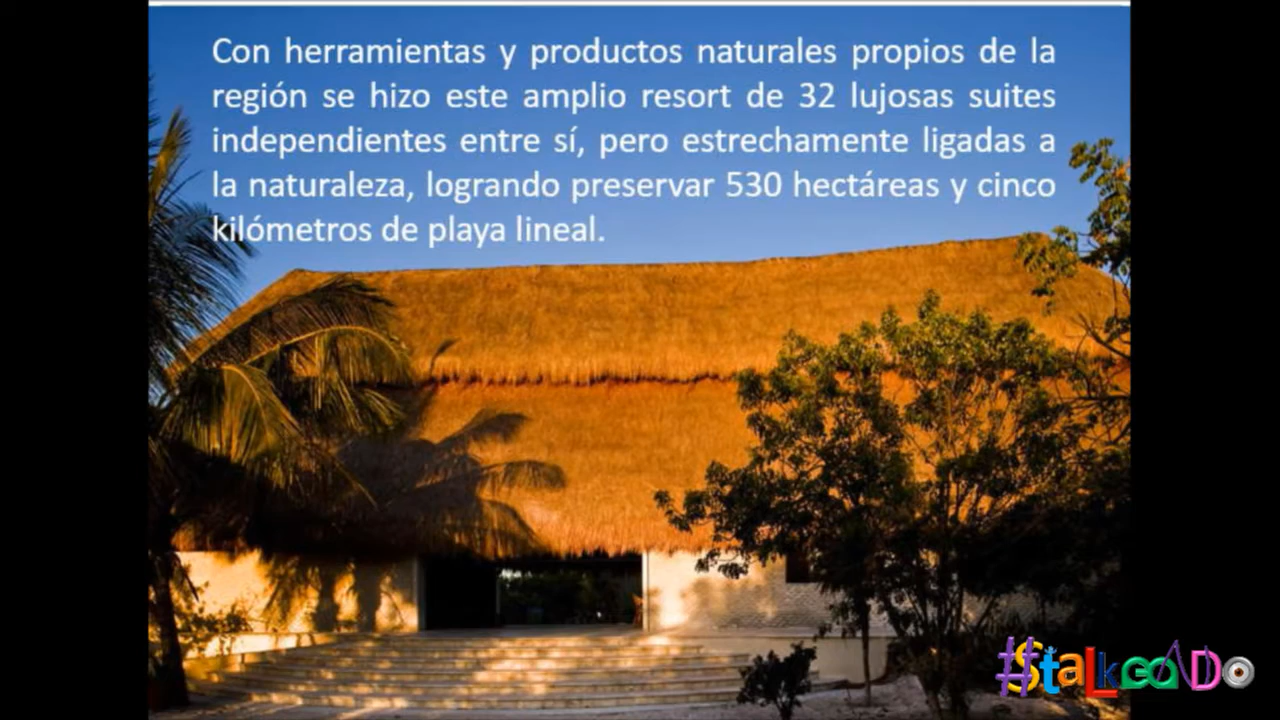 Con herramientas y productos naturales propios de la
región se hizo este amplio resort de 32 lujosas suites
independientes entre sí, pero estrechamente ligadas a
la naturaleza, logrando preservar 530 hectáreas y cinco
kilómetros de playa lineal.
#StalkeaNDo